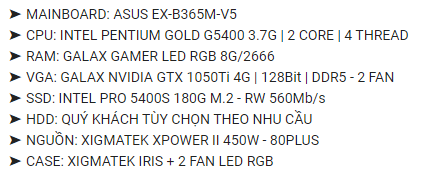 ➤ MAINBOARD: ASUS EX-B365M-V5
➤ CPU: INTEL PENTIUM GOLD G5400 3.7G | 2 CORE | 4 THREAD
➤ RAM: GALAX GAMER LED RGB 8G/2666
➤ VGA: GALAX NVIDIA GTX 1050Ti 4G | 128Bit | DDR5 - 2 FAN
➤ SSD: INTEL PRO 5400S 180G M.2 - RW 560Mb/s
➤ HDD: QUÝ KHÁCH TÙY CHỌN THEO NHU CẦU
➤ NGUỒN: XIGMATEK XPOWER II 450W - 80PLUS
➤ CASE: XIGMATEK IRIS + 2 FAN LED RGB